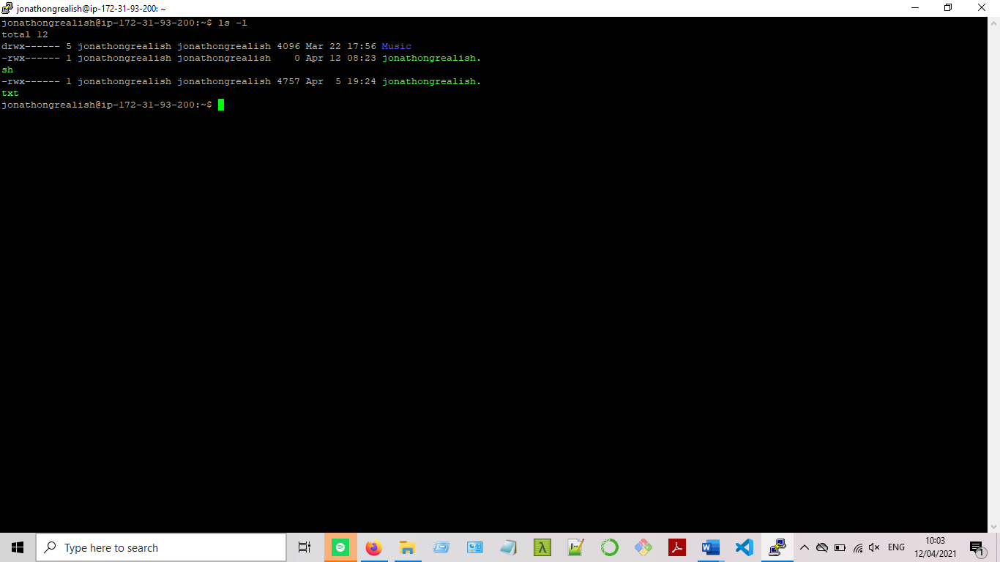 jonathongrealish@ip-172-31-93-200: ~
jonathongrealish@ip-172-31-93-200:~$ ls -l
total 12
drwx------ 5 jonathongrealish jonathongrealish 4096 Mar 22 17:56 Music
-rwx------ 1 jonathongrealish jonathongrealish    0 Apr 12 08:23 jonathongrealish.
sh
-rwx------ 1 jonathongrealish jonathongrealish 4757 Apr  5 19:24 jonathongrealish.
txt
jonathongrealish@ip-172-31-93-200:~$
Type here to search
ENG
10:03
12/04/2021
1